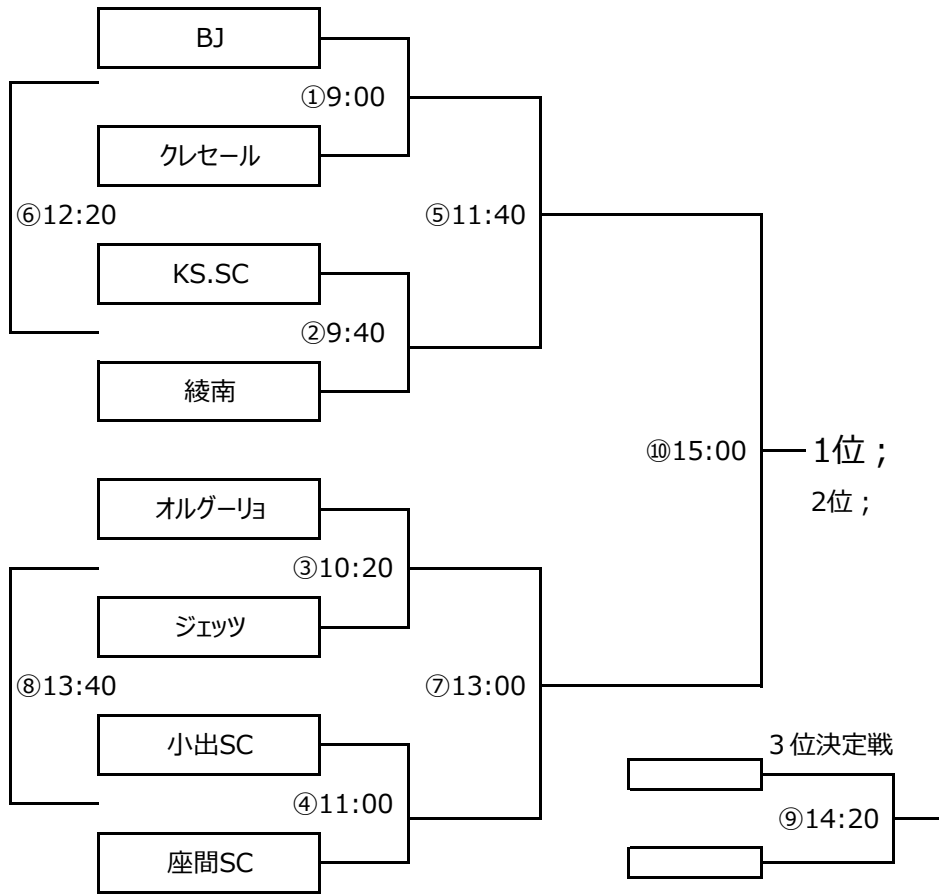 BJ
①9:00
クレセール
⑥12:20
⑤11:40
KS.SC
②9:40
綾南
⑩15:00
1位；
2位；
オルグーリョ
③10:20
ジェッツ
⑧13:40
⑦13:00
小出SC
３位決定戦
④11:00
⑨14:20
座間SC